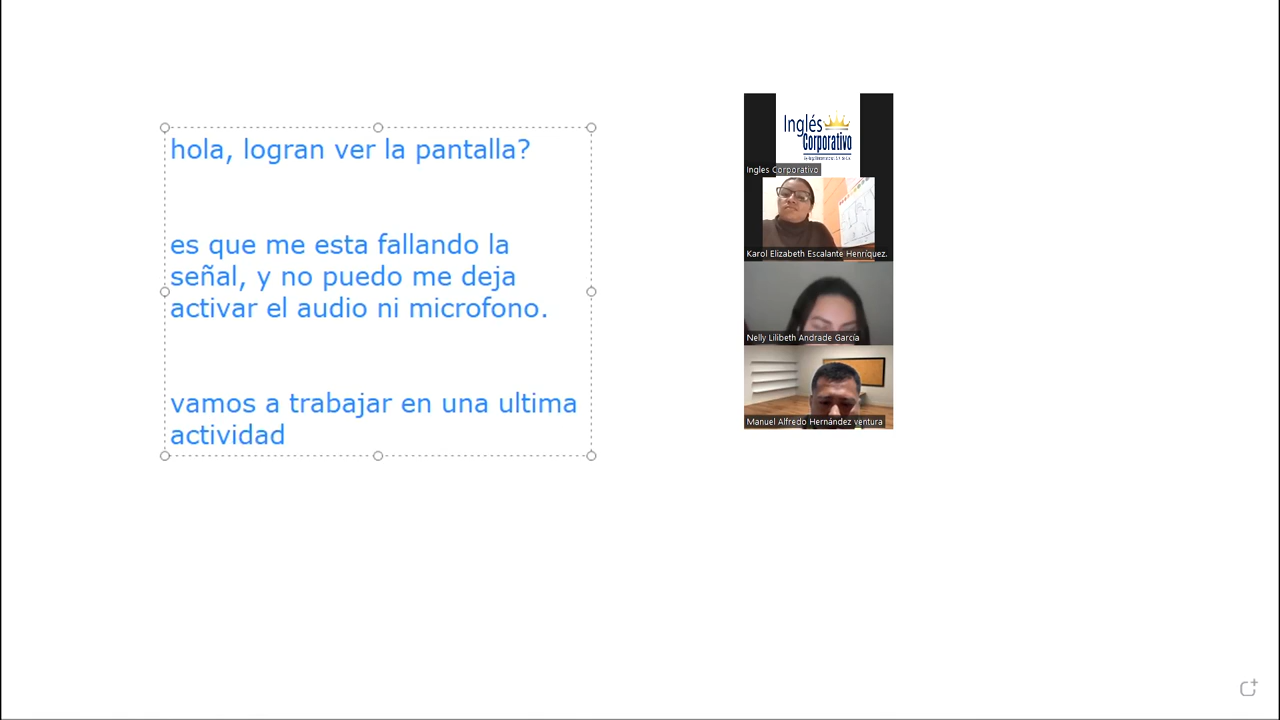 hola, logran ver la pantalla?
es que me esta fallando la
señal, y no puedo me deja
activar el audio ni microfono.
vamos a trabajar en una ultima
actividad
Inglés
Corporativo
Ingles Corporativo
Karol Elizabeth Escalante Henríquez.
Nelly Lilibeth Andrade García
Manuel Alfredo Hernández ventura